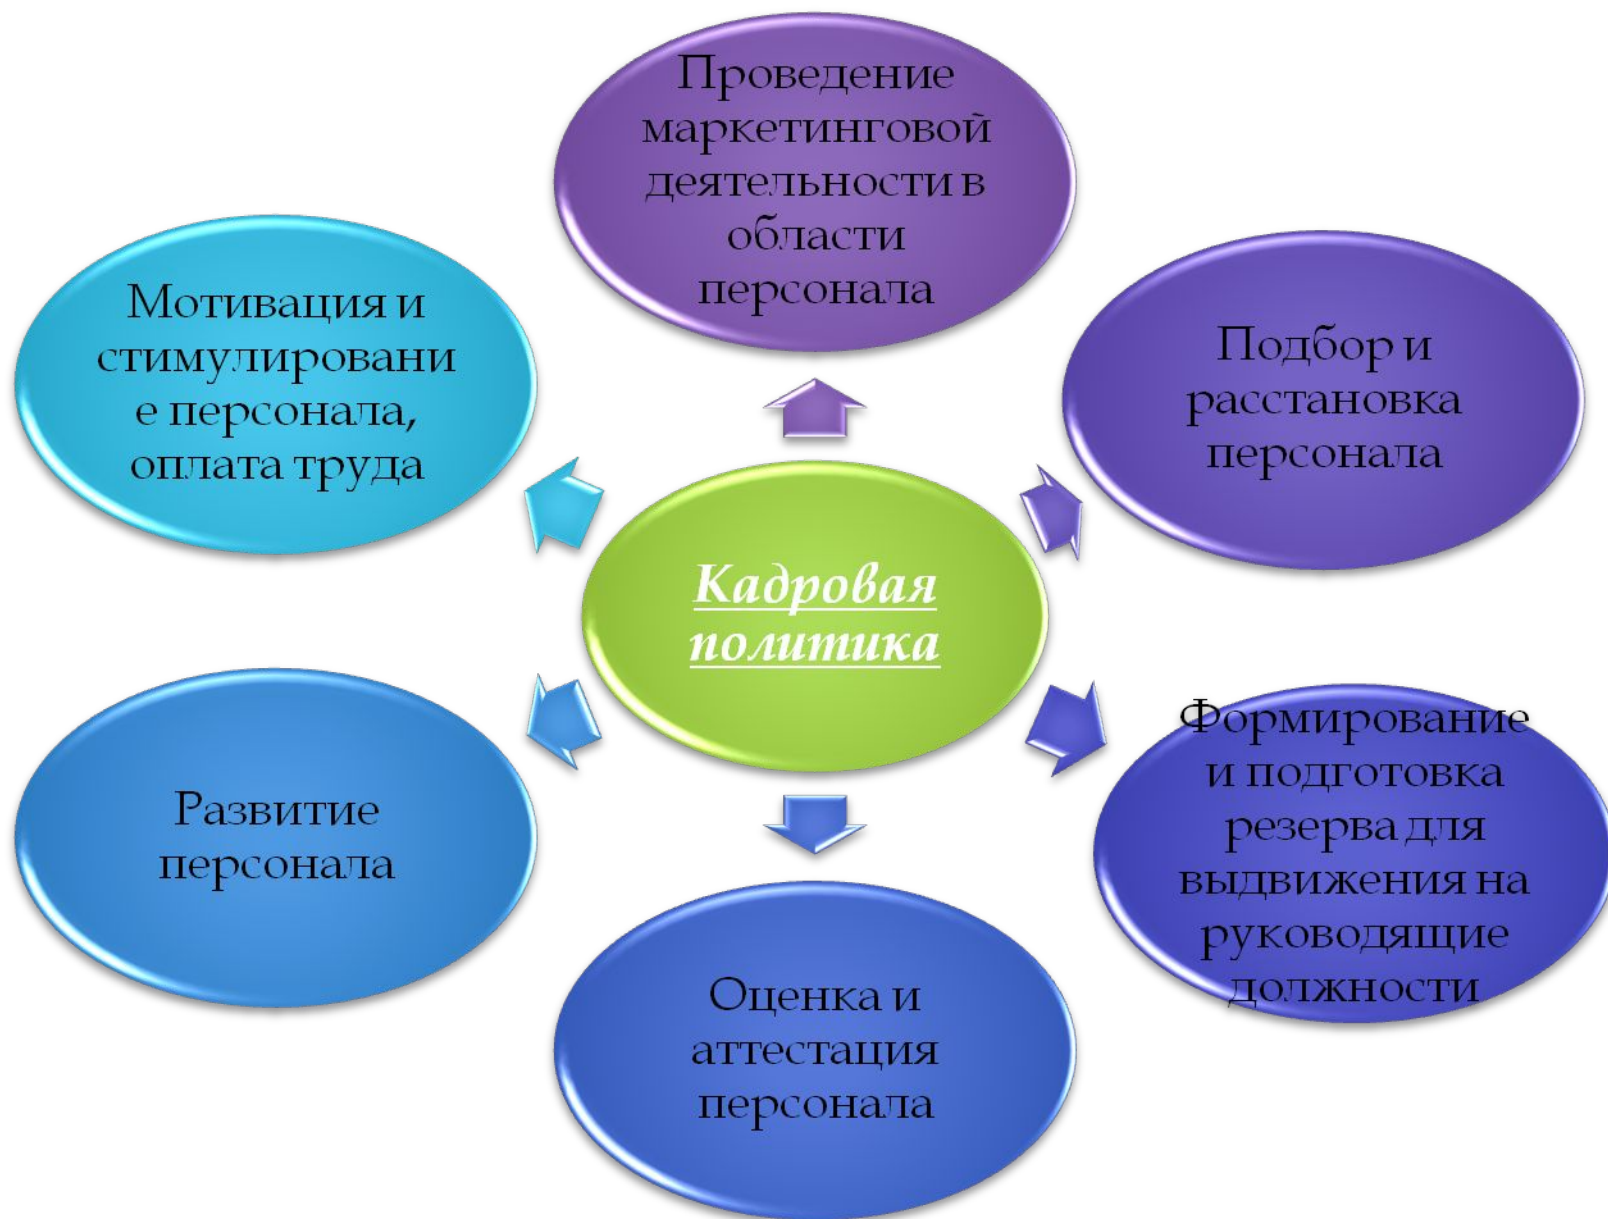 Проведение
маркетинговой
деятельности в
области
персонала
Подбор и
расстановка
персонала
Формирование
и подготовка
резерва для
выдвижения на
руководящие
должности
Оценка и
аттестация
персонала
Развитие
персонала
Мотивация и
стимулировани
е персонала,
оплата труда
Кадровая
политика